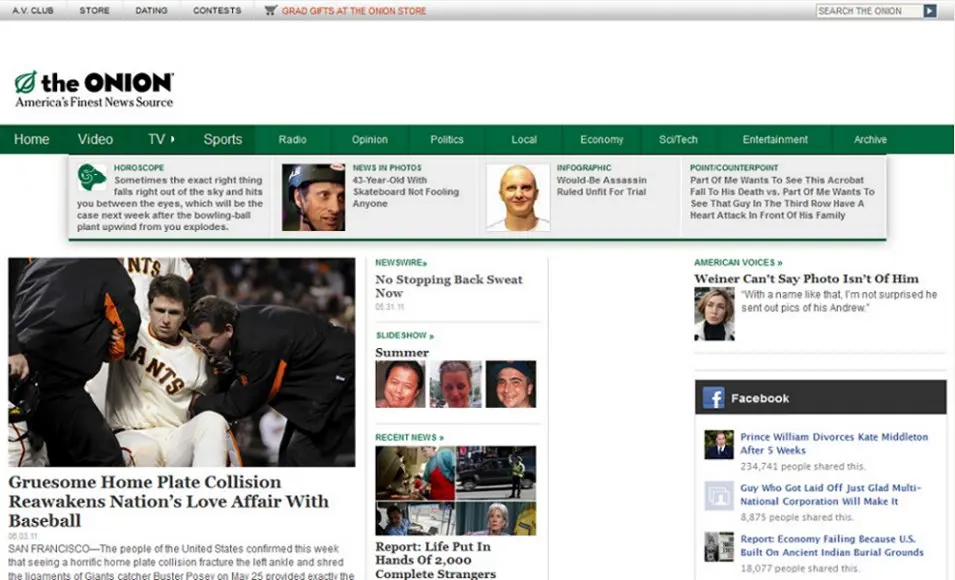 A.V. CLUB STORE DATING CONTESTS GRAD GIFTS AT THE ONION STORE SEARCH THE ONION
the ONION
America's Finest News Source
Home Video TV Sports Radio Opinion Politics Local Economy Sci/Tech Entertainment Archive
HOROSCOPE
Sometimes the exact right thing
falls right out of the sky and hits
you between the eyes, which will be the
case next week after the bowling-ball
plant upwind from you explodes.
NEWS IN PHOTOS
43-Year-Old With
Skateboard Not Fooling
Anyone
INFOGRAPHIC
Would-Be Assassin
Ruled Unfit For Trial
POINT/COUNTERPOINT
Part Of Me Wants To See This Acrobat
Fall To His Death vs. Part Of Me Wants To
See That Guy In The Third Row Have A
Heart Attack In Front Of His Family
NTS
GIANTS
Gruesome Home Plate Collision
Reawakens Nation's Love Affair With
Baseball
06.03.11
SAN FRANCISCO—The people of the United States confirmed this week
that seeing a horrific home plate collision fracture the left ankle and shred
the ligaments of Giants catcher Buster Posey on May 25 provided exactly the
NEWSWIRE»
No Stopping Back Sweat
Now
05.31.11
SLIDESHOW »
Summer
RECENT NEWS »
Report: Life Put In
Hands Of 2,000
Complete Strangers
AMERICAN VOICES »
Weiner Can't Say Photo Isn't Of Him
"With a name like that, I'm not surprised he
sent out pics of his Andrew."
Facebook
Prince William Divorces Kate Middleton
After 5 Weeks
234,741 people shared this.
Guy Who Got Laid Off Just Glad Multi-
National Corporation Will Make It
8,875 people shared this.
Report: Economy Failing Because U.S.
Built On Ancient Indian Burial Grounds
18,077 people shared this.